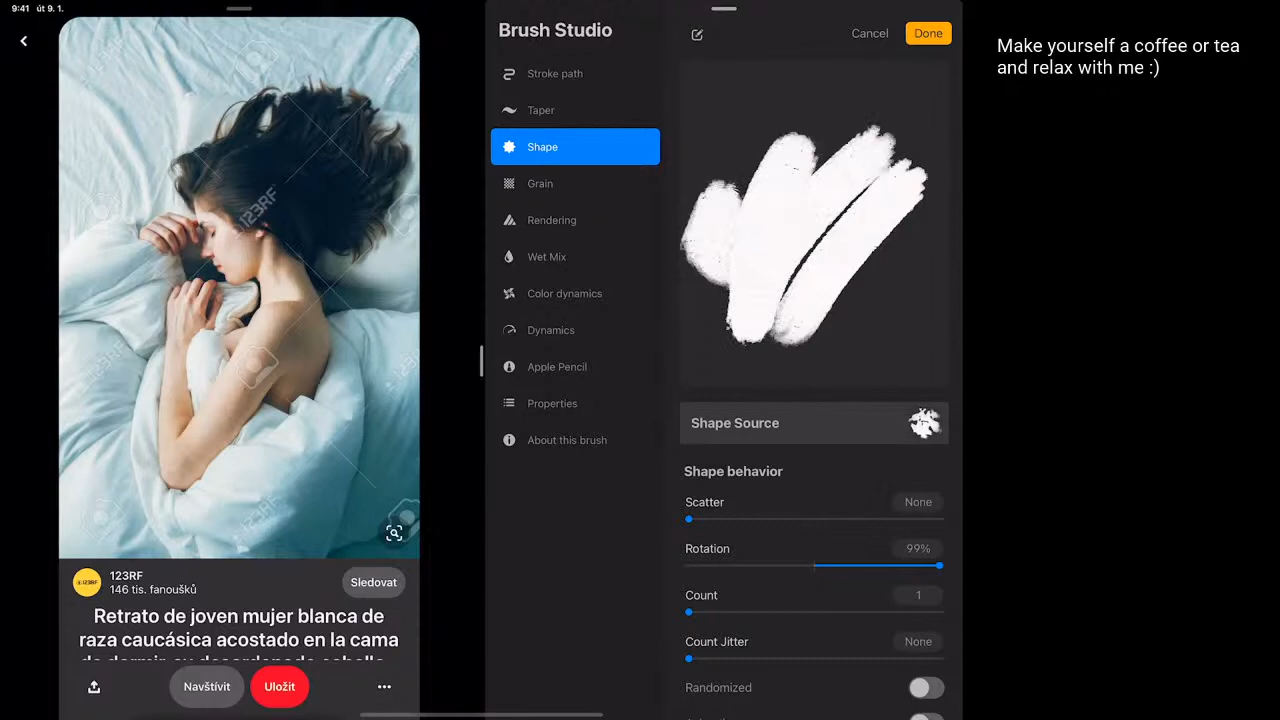 9:41 út 9. 1.
123RF
123RF
146 tis. fanoušků
Sledovat
Retrato de joven mujer blanca de
raza caucásica acostado en la cama
Navštívit
Uložit
Brush Studio
Stroke path
Taper
Shape
Grain
Rendering
Wet Mix
Color dynamics
Dynamics
Apple Pencil
Properties
About this brush
Cancel
Done
Shape Source
Shape behavior
Scatter
None
Rotation
99%
Count
1
Count Jitter
None
Randomized
Make yourself a coffee or tea
and relax with me :)